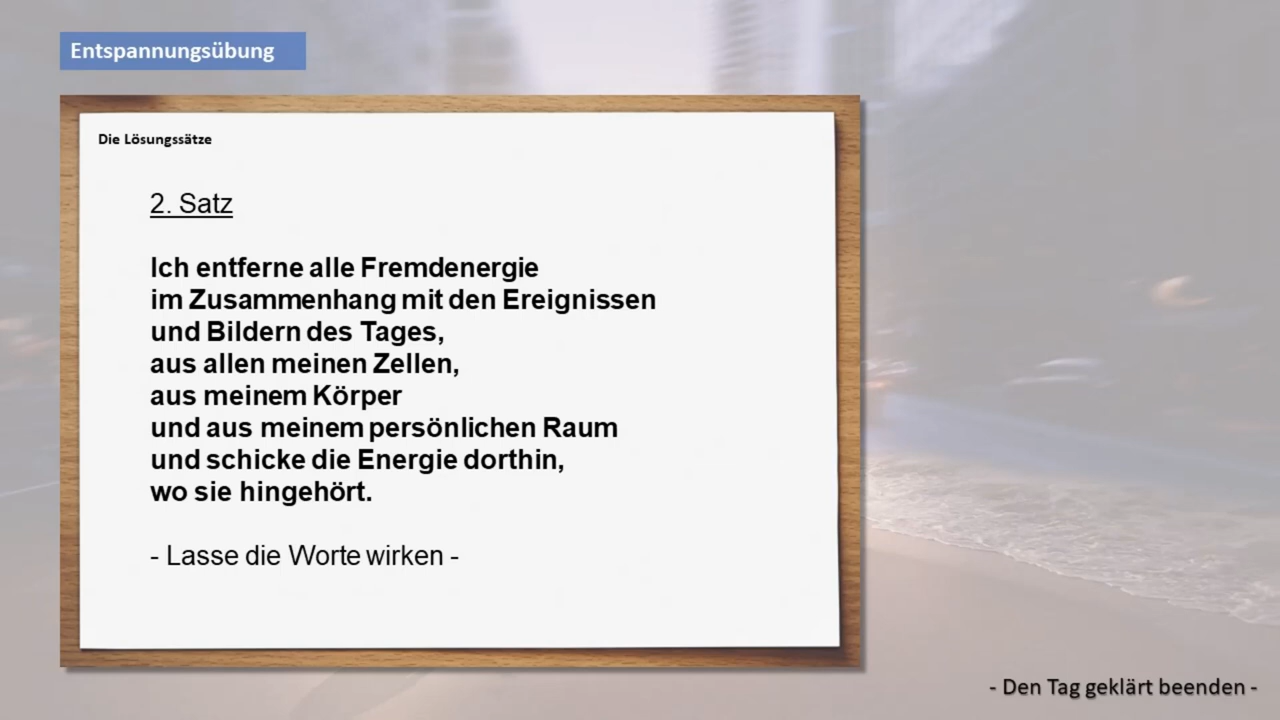 Entspannungsübung
Die Lösungssätze
2. Satz
Ich entferne alle Fremdenergie
im Zusammenhang mit den Ereignissen
und Bildern des Tages,
aus allen meinen Zellen,
aus meinem Körper
und aus meinem persönlichen Raum
und schicke die Energie dorthin,
wo sie hingehört.
- Lasse die Worte wirken -
- Den Tag geklärt beenden -